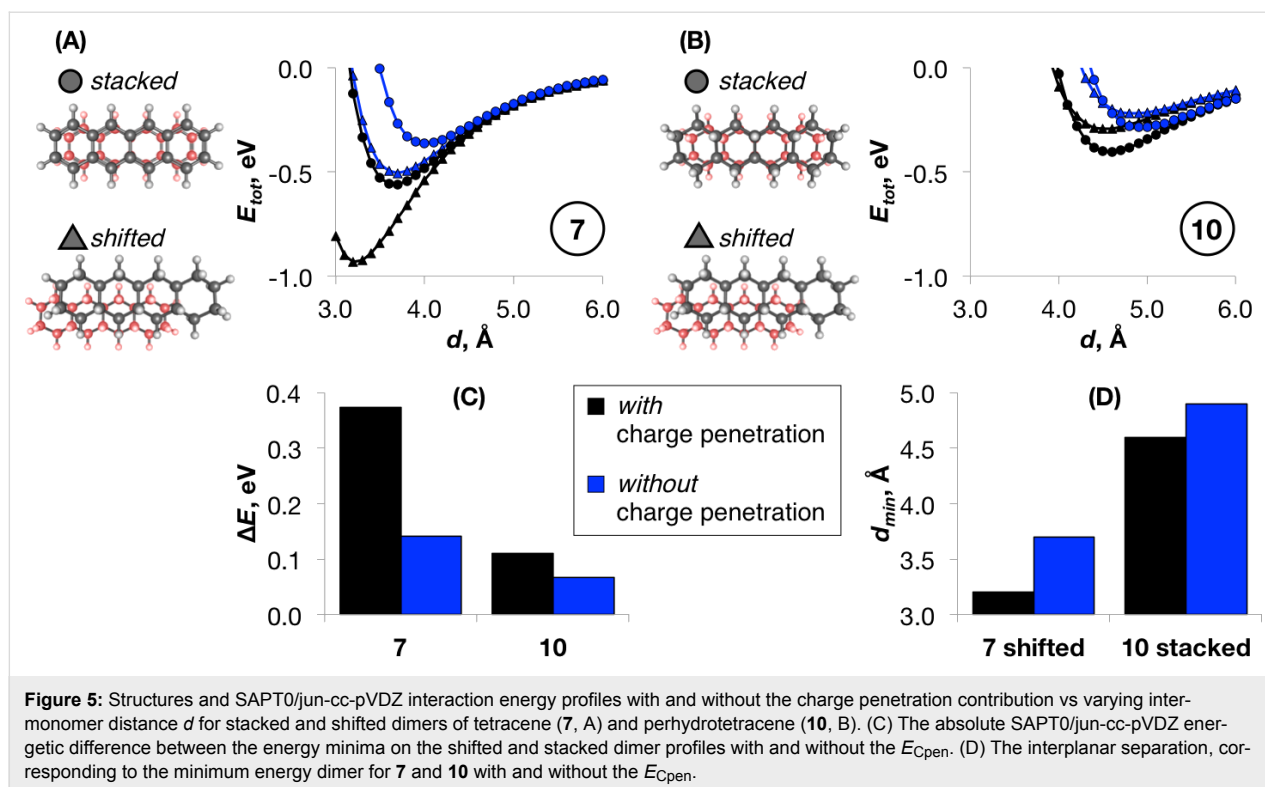 (A)
stacked
shifted
0.0
-0.5
-1.0
E_tot, eV
3.0 4.0 5.0 6.0
d, Å
7
(B)
stacked
shifted
0.0
-0.5
-1.0
E_tot, eV
3.0 4.0 5.0 6.0
d, Å
10
(C)
0.4
0.3
0.2
0.1
0.0
ΔE, eV
7 10
with
charge penetration
without
charge penetration
(D)
5.0
4.5
4.0
3.5
3.0
d_min, Å
7 shifted 10 stacked
Figure 5: Structures and SAPT0/jun-cc-pVDZ interaction energy profiles with and without the charge penetration contribution vs varying inter-
monomer distance d for stacked and shifted dimers of tetracene (7, A) and perhydrotetracene (10, B). (C) The absolute SAPT0/jun-cc-pVDZ ener-
getic difference between the energy minima on the shifted and stacked dimer profiles with and without the E_Cpen. (D) The interplanar separation, cor-
responding to the minimum energy dimer for 7 and 10 with and without the E_Cpen.